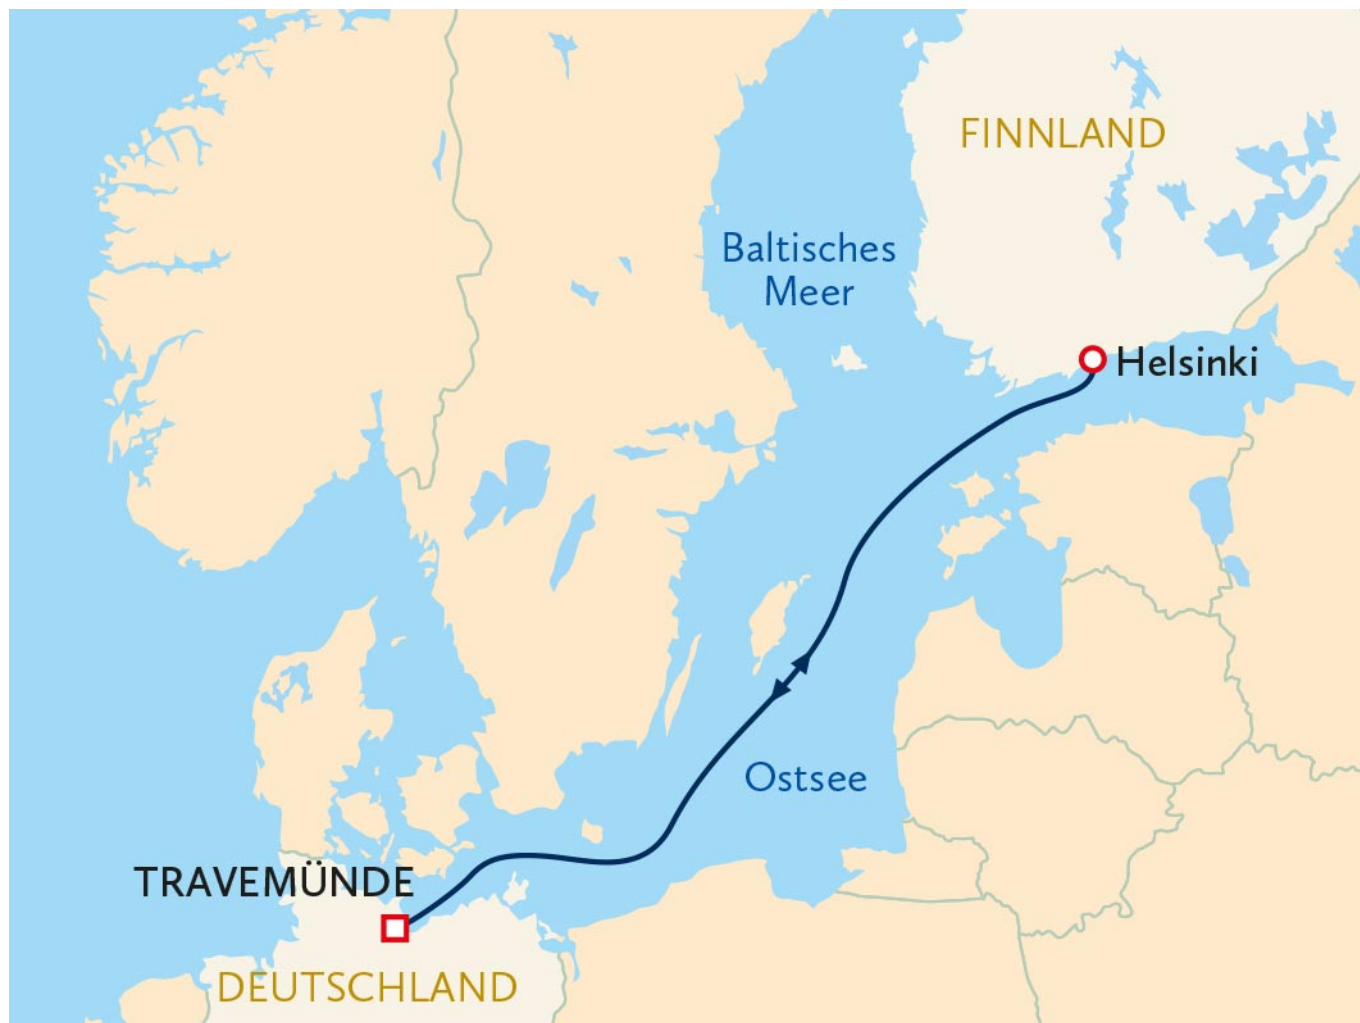 FINNLAND
Baltisches
Meer
Helsinki
Ostsee
TRAVEMÜNDE
DEUTSCHLAND